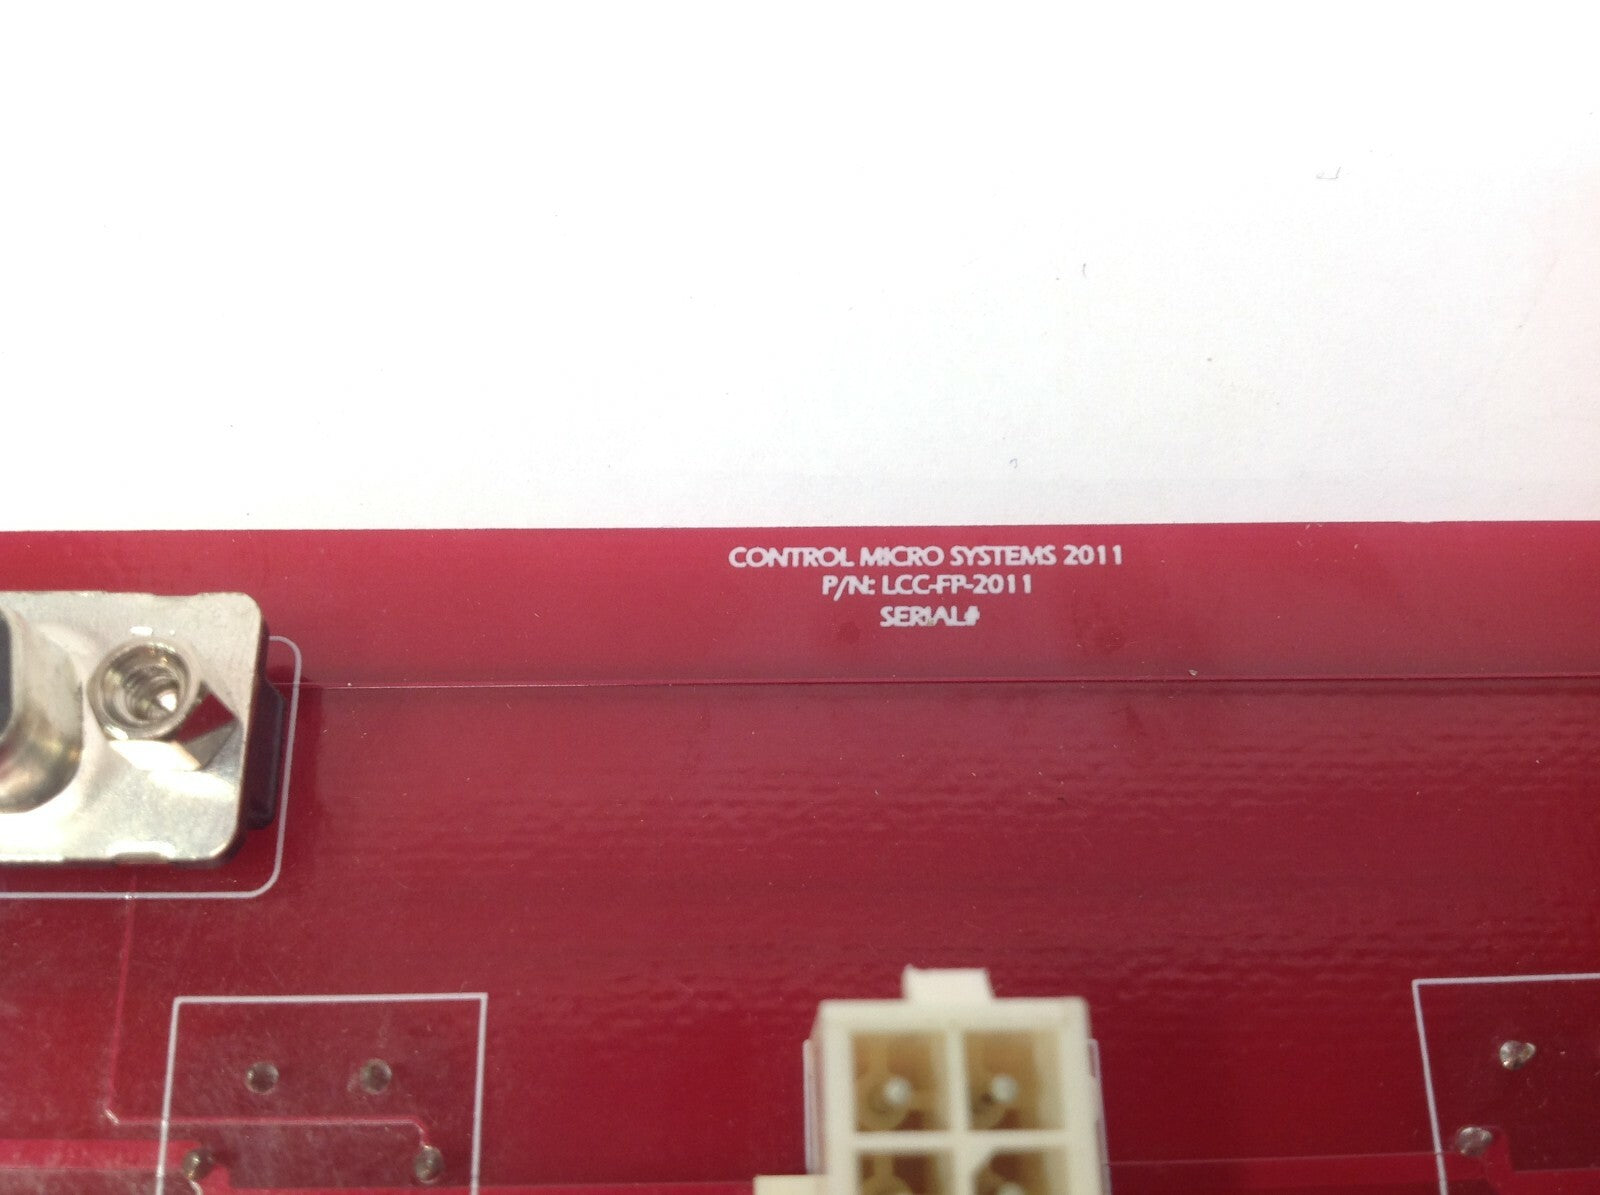 CONTROL MICRO SYSTEMS 2011
P/N: LCC-FP-2011
SERIAL#